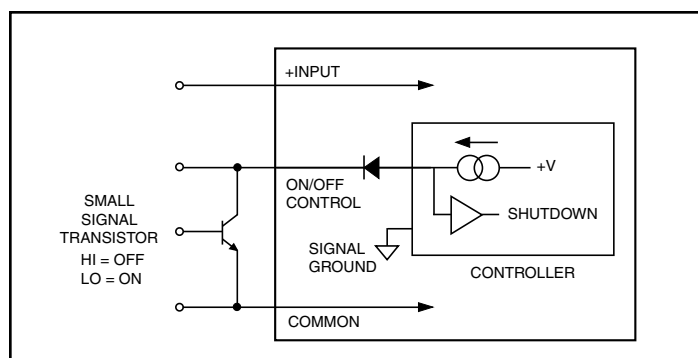 +INPUT
+V
ON/OFF
CONTROL
SHUTDOWN
SMALL
SIGNAL
TRANSISTOR
HI = OFF
LO = ON
SIGNAL
GROUND
CONTROLLER
COMMON